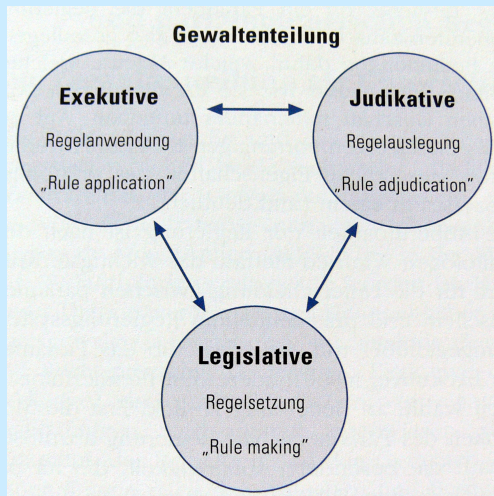 Gewaltenteilung
Exekutive
Regelanwendung
„Rule application"
Judikative
Regelauslegung
„Rule adjudication"
Legislative
Regelsetzung
„Rule making"